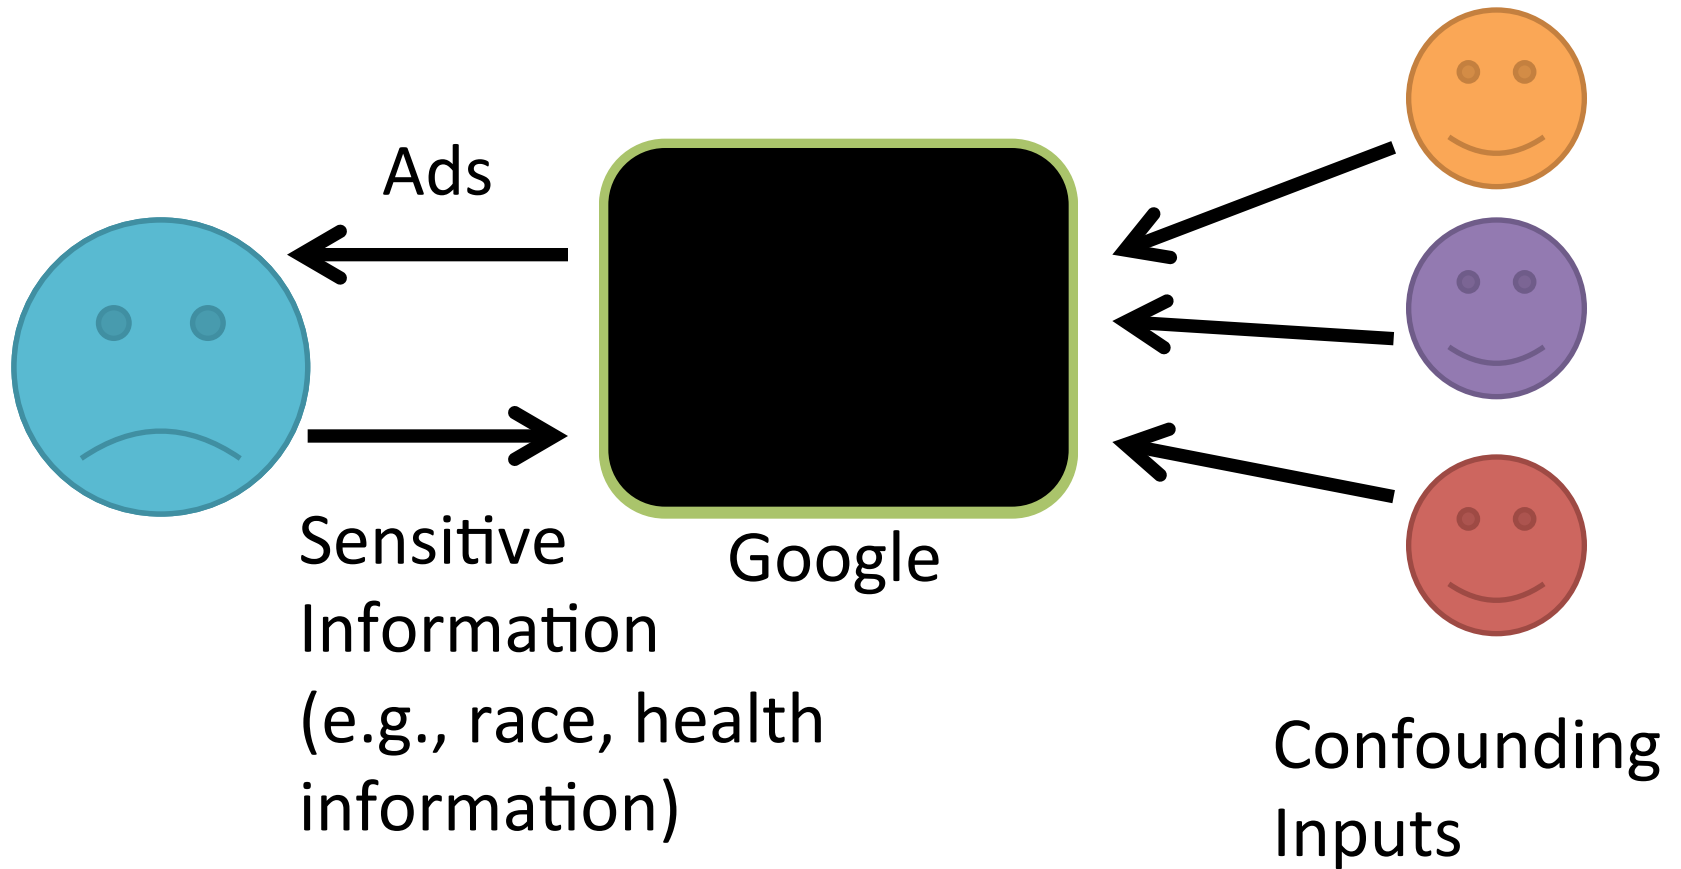 Ads
Sensitive
Information
(e.g., race, health
information)
Google
Confounding
Inputs